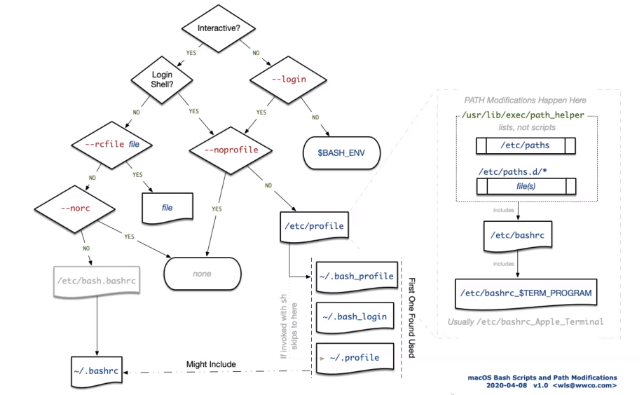 Interactive?
YES
NO
Login
Shell?
--login
NO
YES
YES
NO
--rcfile file
--noprofile
$BASH_ENV
NO
YES
YES
NO
--norc
file
NO
YES
/etc/profile
/etc/bash.bashrc
none
~/.bash_profile
~/.bash_login
~/.profile
If invoked with sh
skips to here
First One Found Used
Might Include
~/.bashrc
PATH Modifications Happen Here
/usr/lib/exec/path_helper
lists, not scripts
/etc/paths
/etc/paths.d/*
file(s)
includes
/etc/bashrc
includes
/etc/bashrc_$TERM_PROGRAM
Usually /etc/bashrc_Apple_Terminal
macOS Bash Scripts and Path Modifications
2020-04-08 v1.0 <wls@wwco.com>